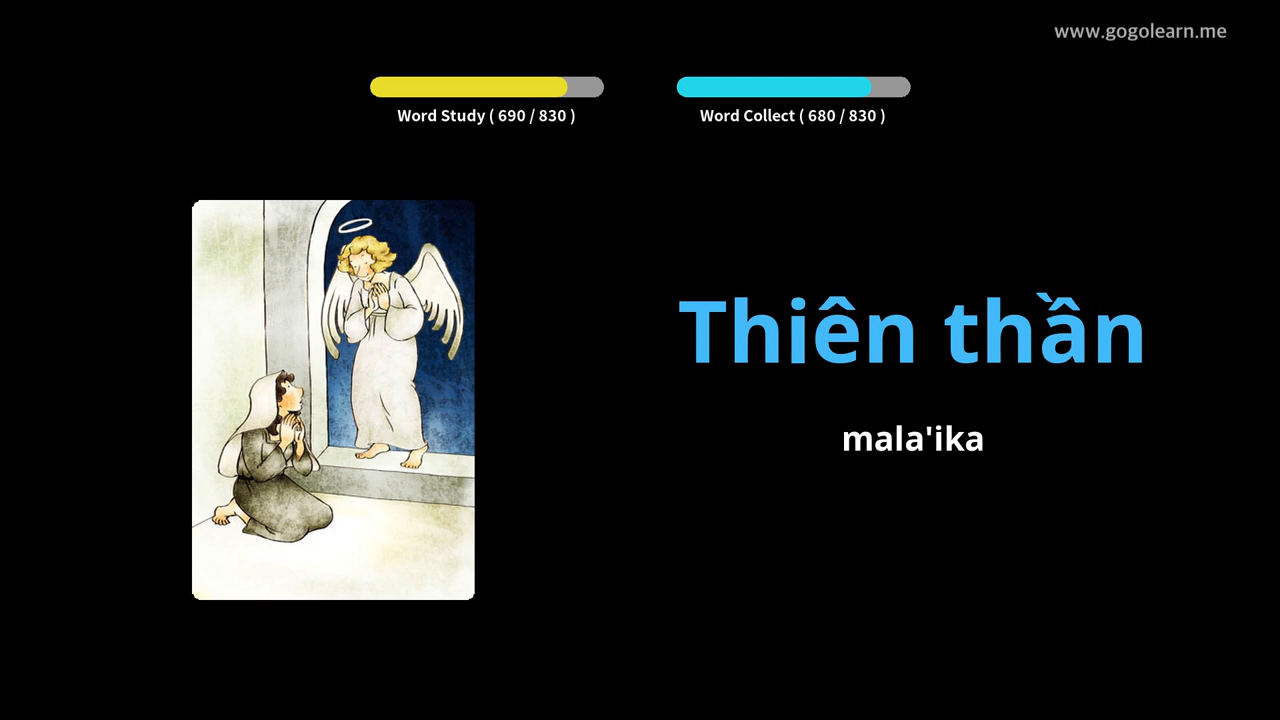 www.gogolearn.me
Word Study ( 690 / 830 )
Word Collect ( 680 / 830 )
Thiên thần
mala'ika